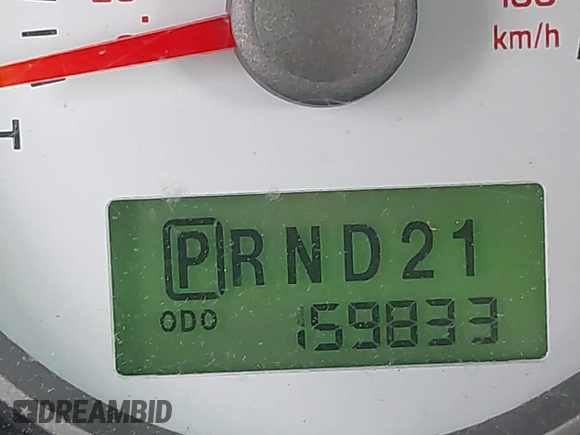 km/h
PRND21
ODO 159833
DREAMBID